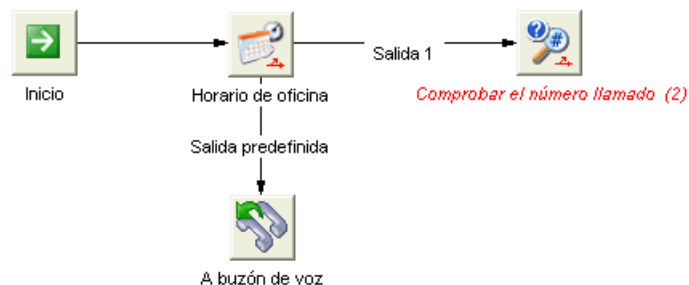 Salida 1
Inicio
Horario de oficina
Comprobar el número llamado (2)
Salida predefinida
A buzón de voz